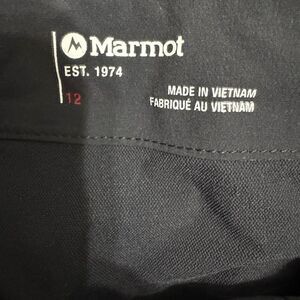 Marmot
EST. 1974
12
MADE IN VIETNAM
FABRIQUÉ AU VIETNAM